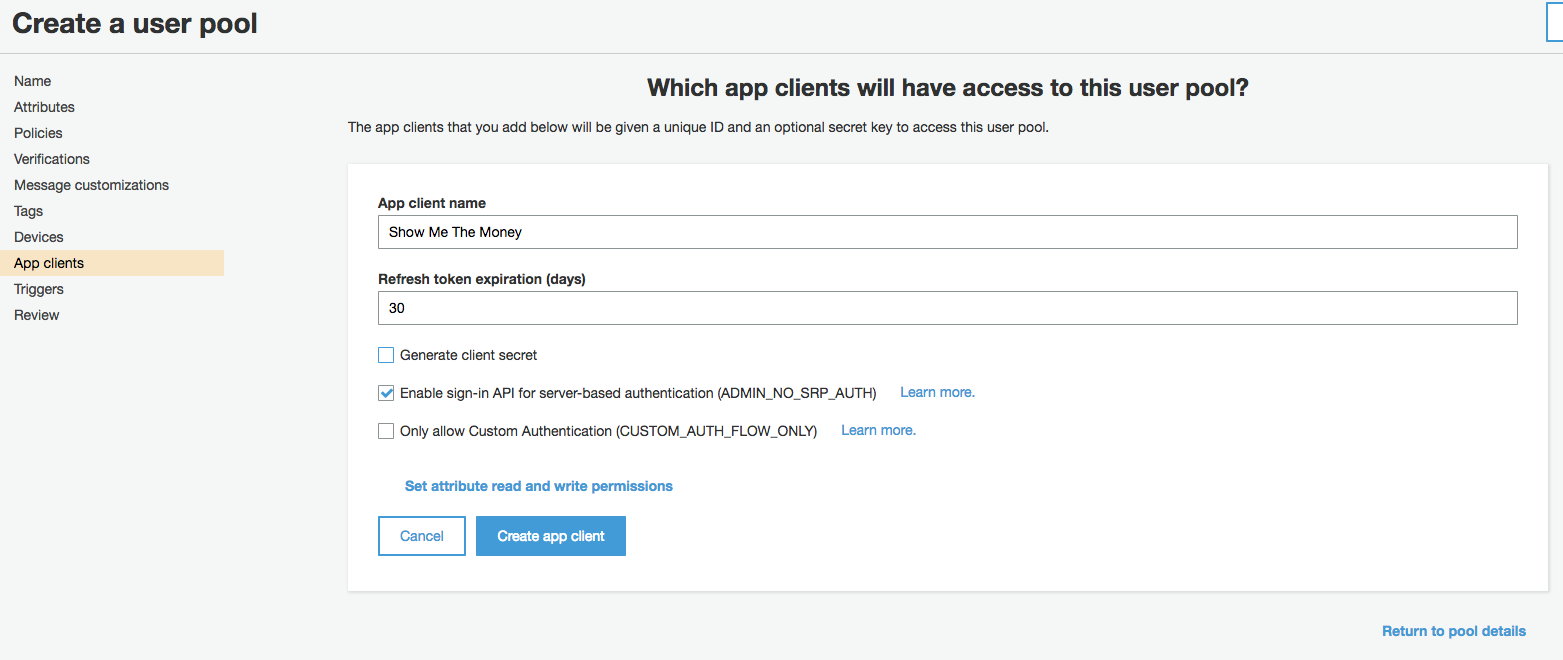 Create a user pool
Name
Attributes
Policies
Verifications
Message customizations
Tags
Devices
App clients
Triggers
Review
Which app clients will have access to this user pool?
The app clients that you add below will be given a unique ID and an optional secret key to access this user pool.
App client name
Show Me The Money
Refresh token expiration (days)
30
Generate client secret
Enable sign-in API for server-based authentication (ADMIN_NO_SRP_AUTH) Learn more.
Only allow Custom Authentication (CUSTOM_AUTH_FLOW_ONLY) Learn more.
Set attribute read and write permissions
Cancel Create app client
Return to pool details